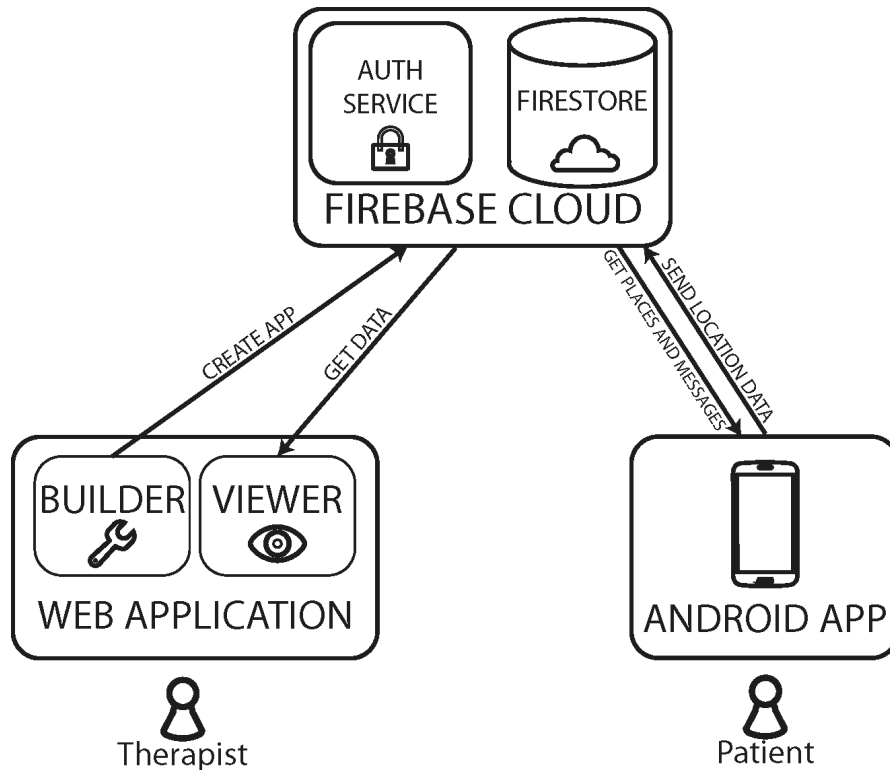 AUTH
SERVICE
FIRESTORE
FIREBASE CLOUD
CREATE APP
GET DATA
GET PLACES AND MESSAGES
SEND LOCATION DATA
BUILDER
VIEWER
WEB APPLICATION
ANDROID APP
Therapist
Patient